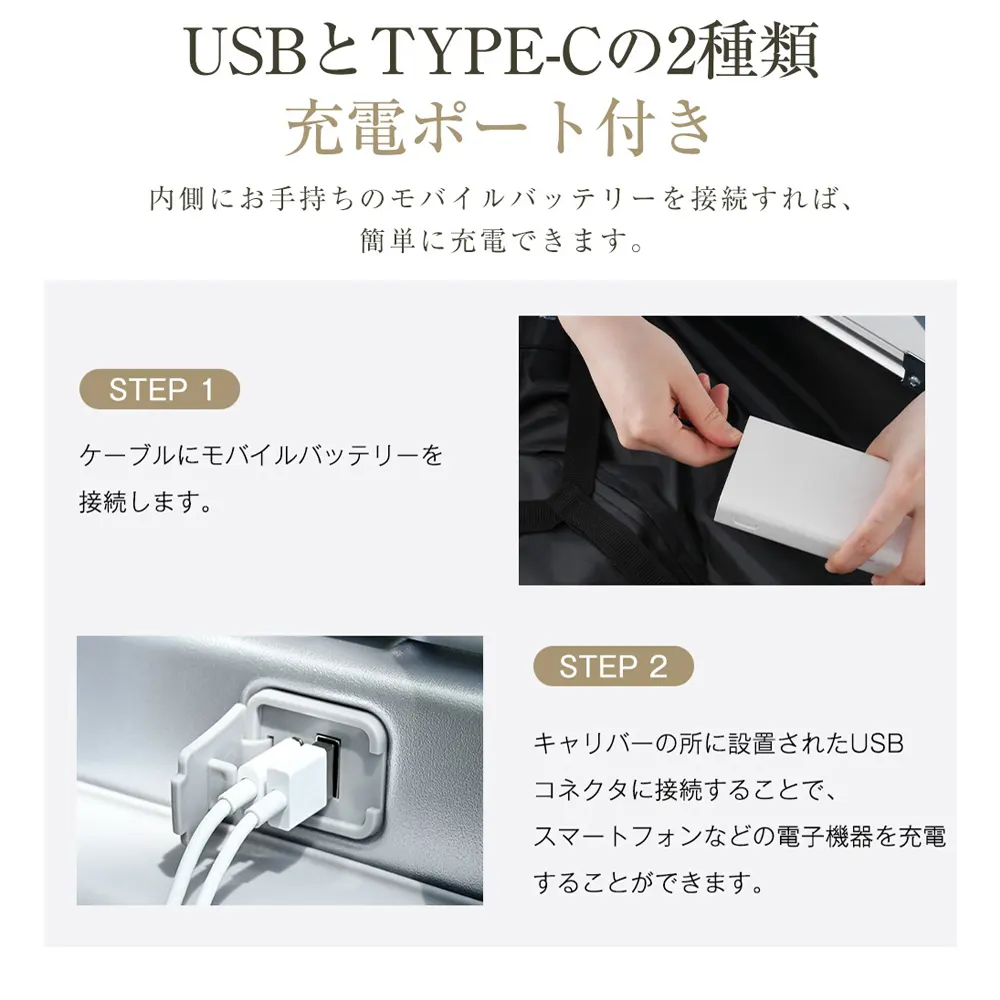 USBとTYPE-Cの2種類
充電ポート付き
内側にお手持ちのモバイルバッテリーを接続すれば、
簡単に充電できます。
STEP 1
ケーブルにモバイルバッテリーを
接続します。
STEP 2
キャリバーの所に設置されたUSB
コネクタに接続することで、
スマートフォンなどの電子機器を充電
することができます。